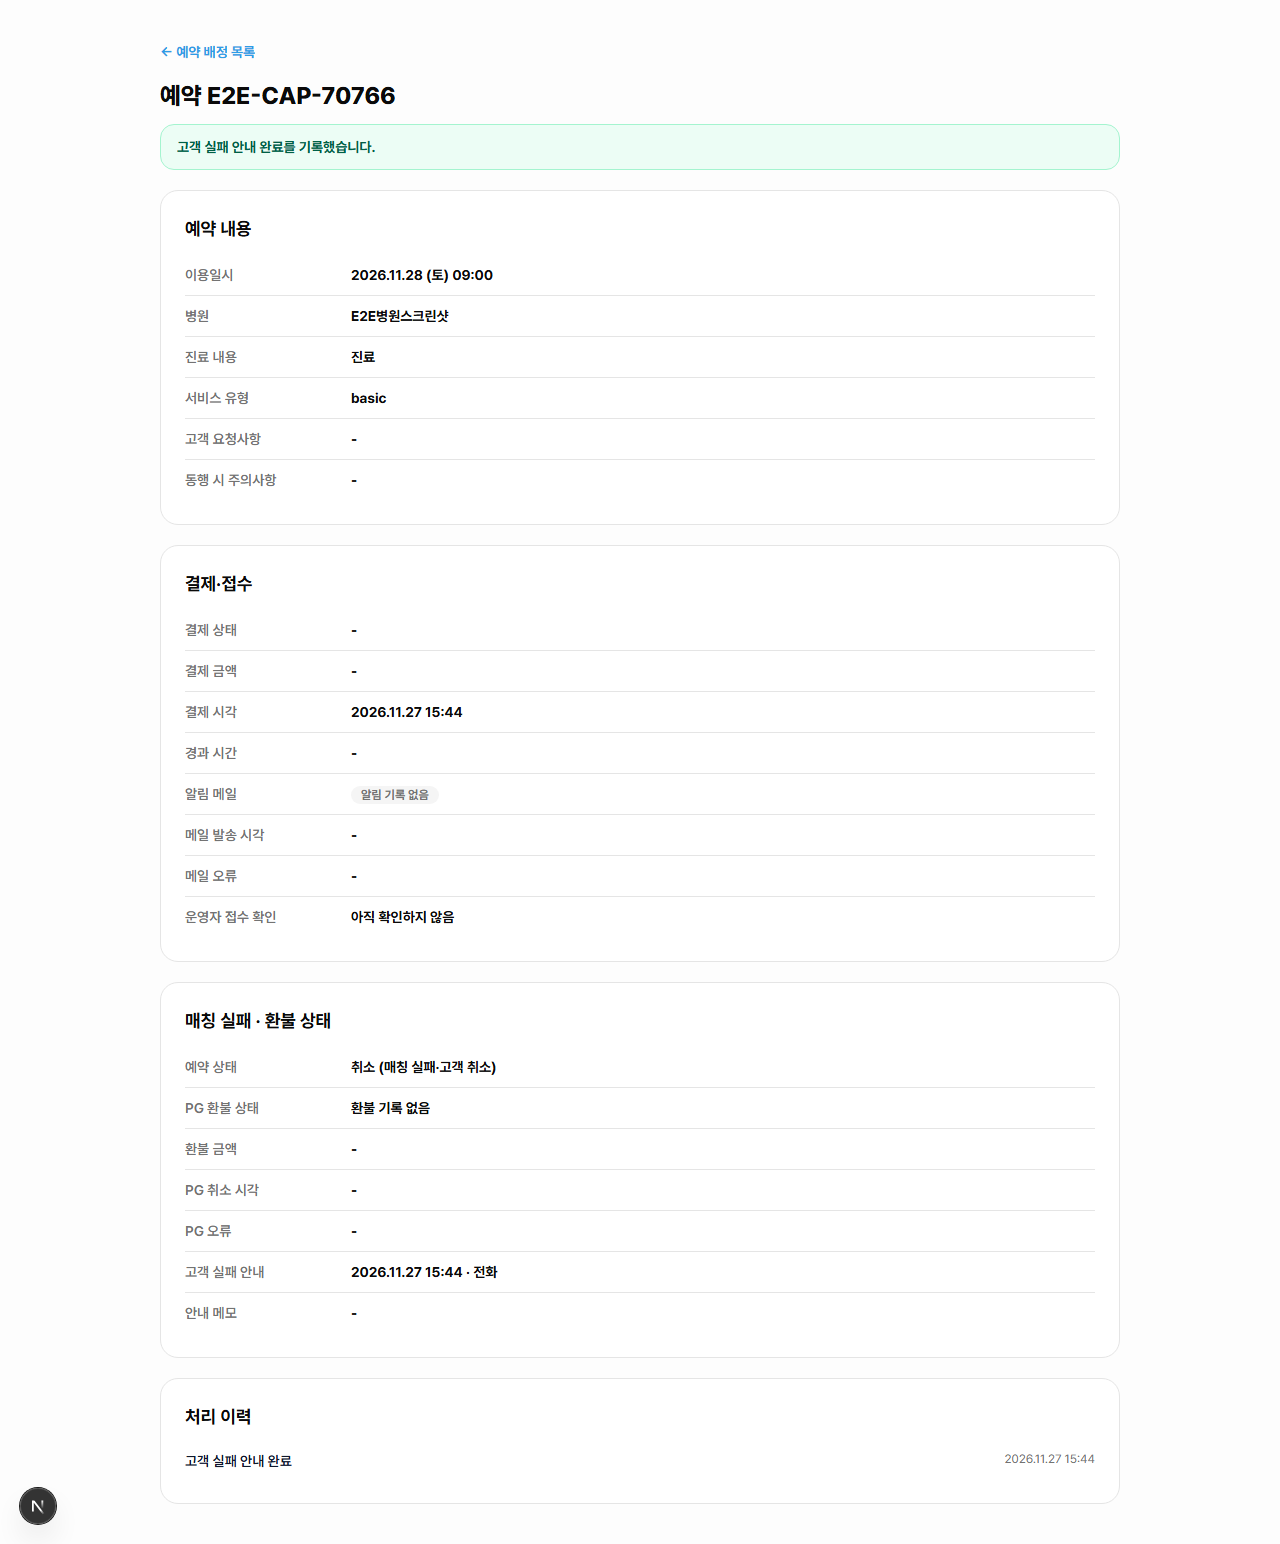 ← 예약 배정 목록
예약 E2E-CAP-70766
고객 실패 안내 완료를 기록했습니다.
예약 내용
이용일시 2026.11.28 (토) 09:00
병원 E2E병원스크린샷
진료 내용 진료
서비스 유형 basic
고객 요청사항 -
동행 시 주의사항 -
결제·접수
결제 상태 -
결제 금액 -
결제 시각 2026.11.27 15:44
경과 시간 -
알림 메일 알림 기록 없음
메일 발송 시각 -
메일 오류 -
운영자 접수 확인 아직 확인하지 않음
매칭 실패 · 환불 상태
예약 상태 취소 (매칭 실패·고객 취소)
PG 환불 상태 환불 기록 없음
환불 금액 -
PG 취소 시각 -
PG 오류 -
고객 실패 안내 2026.11.27 15:44 · 전화
안내 메모 -
처리 이력
고객 실패 안내 완료 2026.11.27 15:44
N